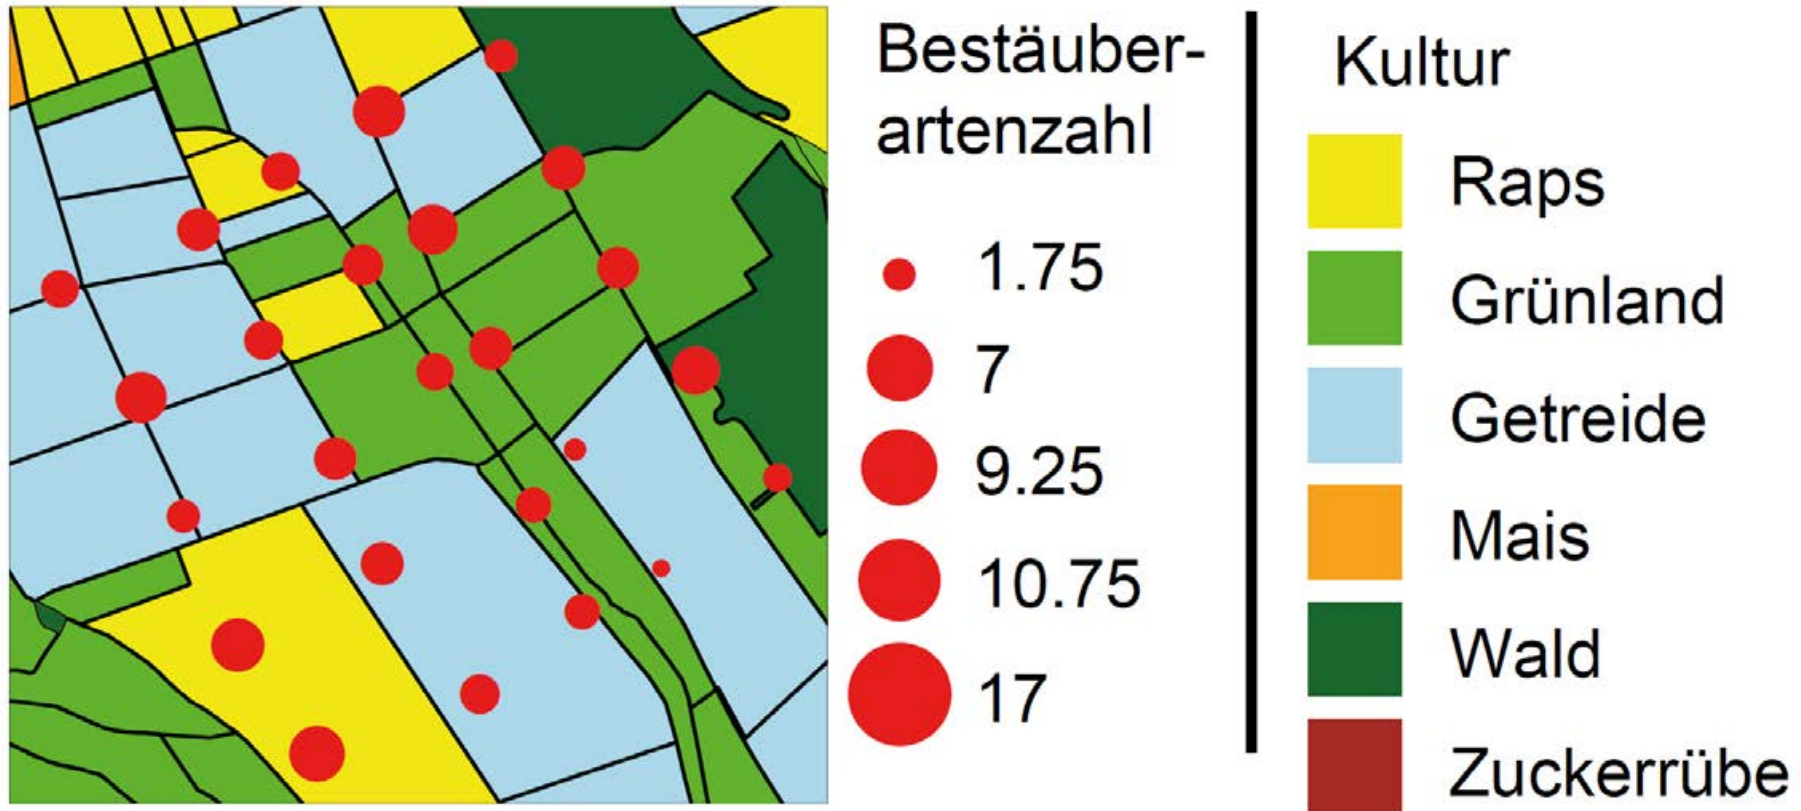 Bestäuber-
artenzahl
1.75
7
9.25
10.75
17
Kultur
Raps
Grünland
Getreide
Mais
Wald
Zuckerrübe